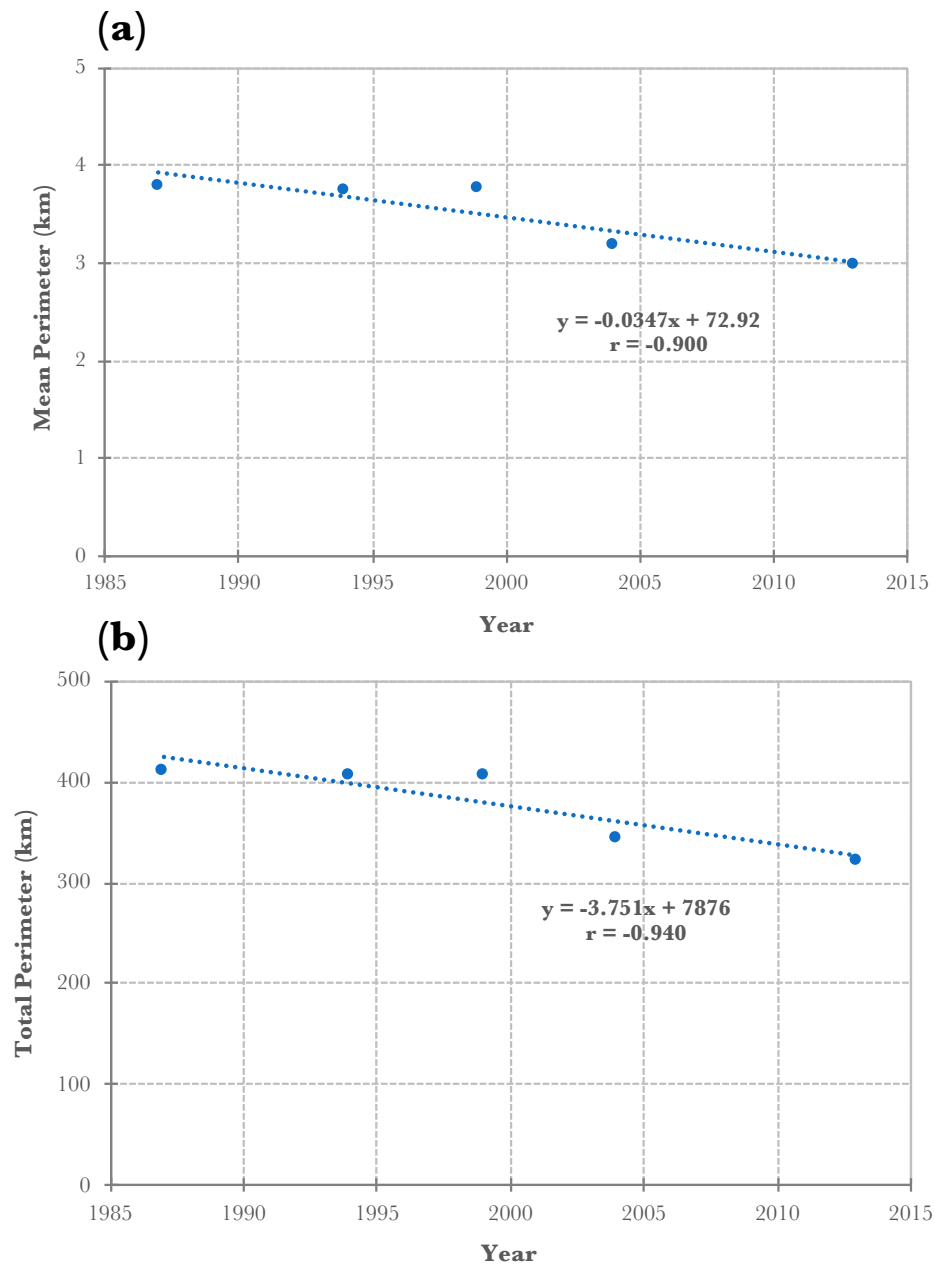 (a)
5
4
3
2
1
0
Mean Perimeter (km)
y = -0.0347x + 72.92
r = -0.900
1985 1990 1995 2000 2005 2010 2015
Year
(b)
500
400
300
200
100
0
Total Perimeter (km)
y = -3.751x + 7876
r = -0.940
1985 1990 1995 2000 2005 2010 2015
Year